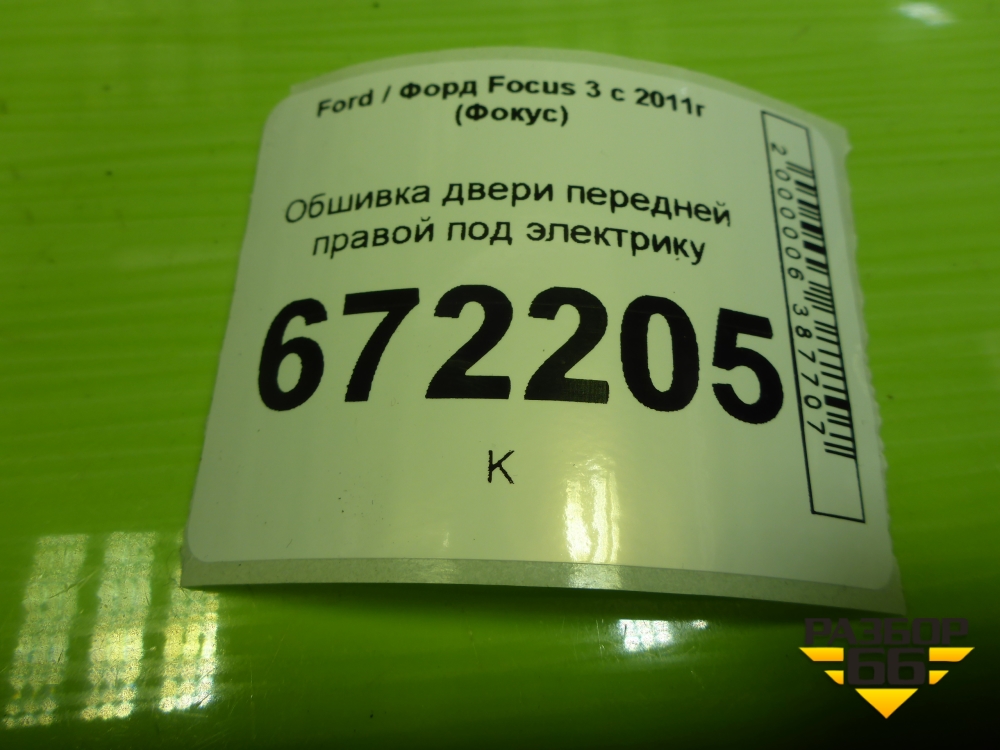 Ford / Форд Focus 3 с 2011г
(Фокус)
Обшивка двери передней
правой под электрику
672205
К
2000006387707
РАЗБОР
66